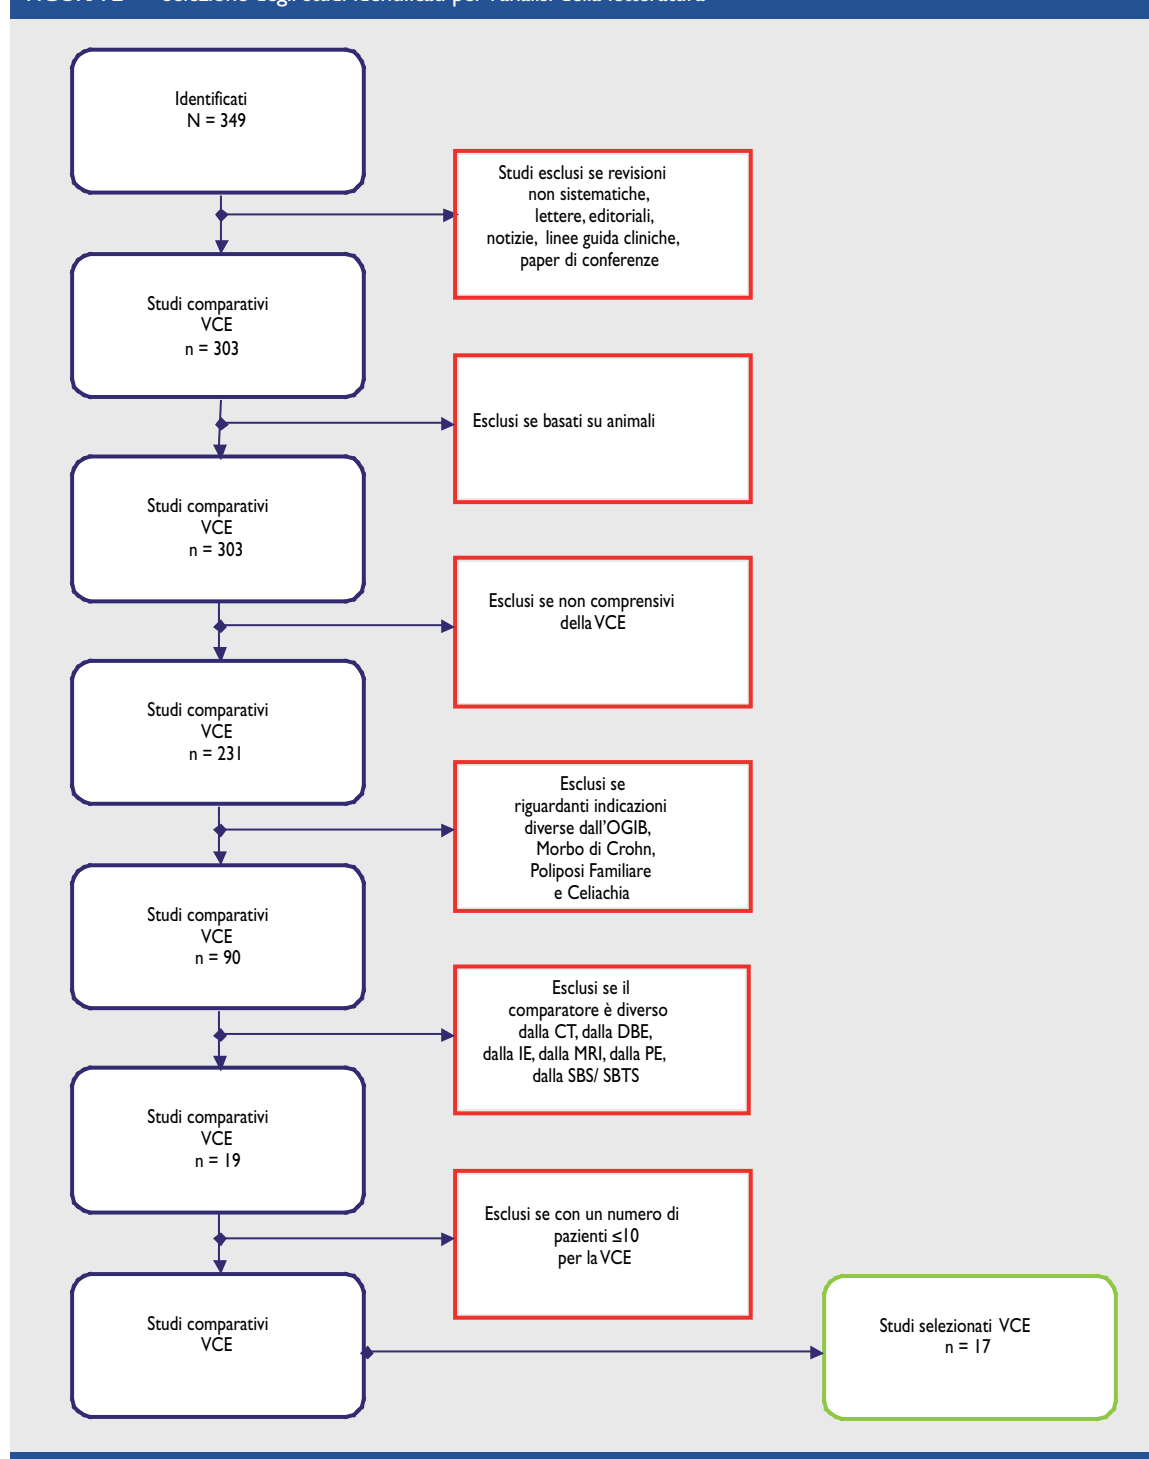 Identificati
N = 349
Studi esclusi se revisioni
non sistematiche,
lettere, editoriali,
notizie, linee guida cliniche,
paper di conferenze
Studi comparativi
VCE
n = 303
Esclusi se basati su animali
Studi comparativi
VCE
n = 303
Esclusi se non comprensivi
della VCE
Studi comparativi
VCE
n = 231
Esclusi se
riguardanti indicazioni
diverse dall'OGIB,
Morbo di Crohn,
Poliposi Familiare
e Celiachia
Studi comparativi
VCE
n = 90
Esclusi se il
comparatore è diverso
dalla CT, dalla DBE,
dalla IE, dalla MRI, dalla PE,
dalla SBS/ SBTS
Studi comparativi
VCE
n = 19
Esclusi se con un numero di
pazienti ≤10
per la VCE
Studi comparativi
VCE
Studi selezionati VCE
n = 17